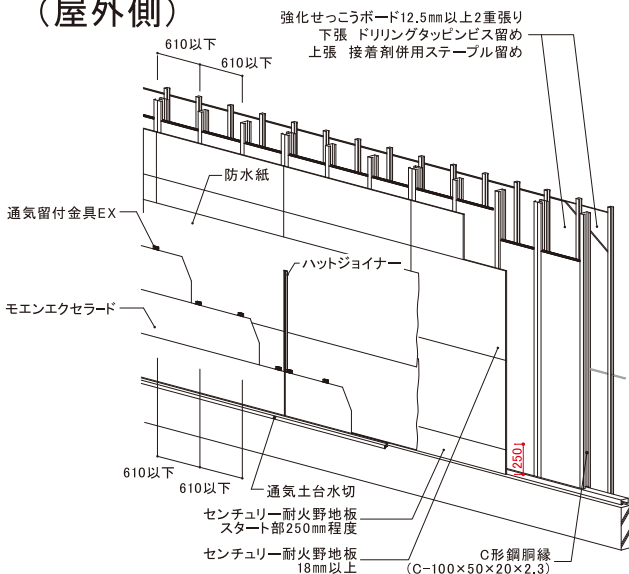 (屋外側)
強化せっこうボード12.5mm以上2重張り
下張 ドリリングタッピンビス留め
上張 接着剤併用ステープル留め
610以下
610以下
防水紙
通気留付金具EX
ハットジョイナー
モエンエクセラード
250
610以下
610以下
通気土台水切
センチュリー耐火野地板
スタート部250mm程度
センチュリー耐火野地板
18mm以上
C形鋼胴縁
(C-100×50×20×2.3)